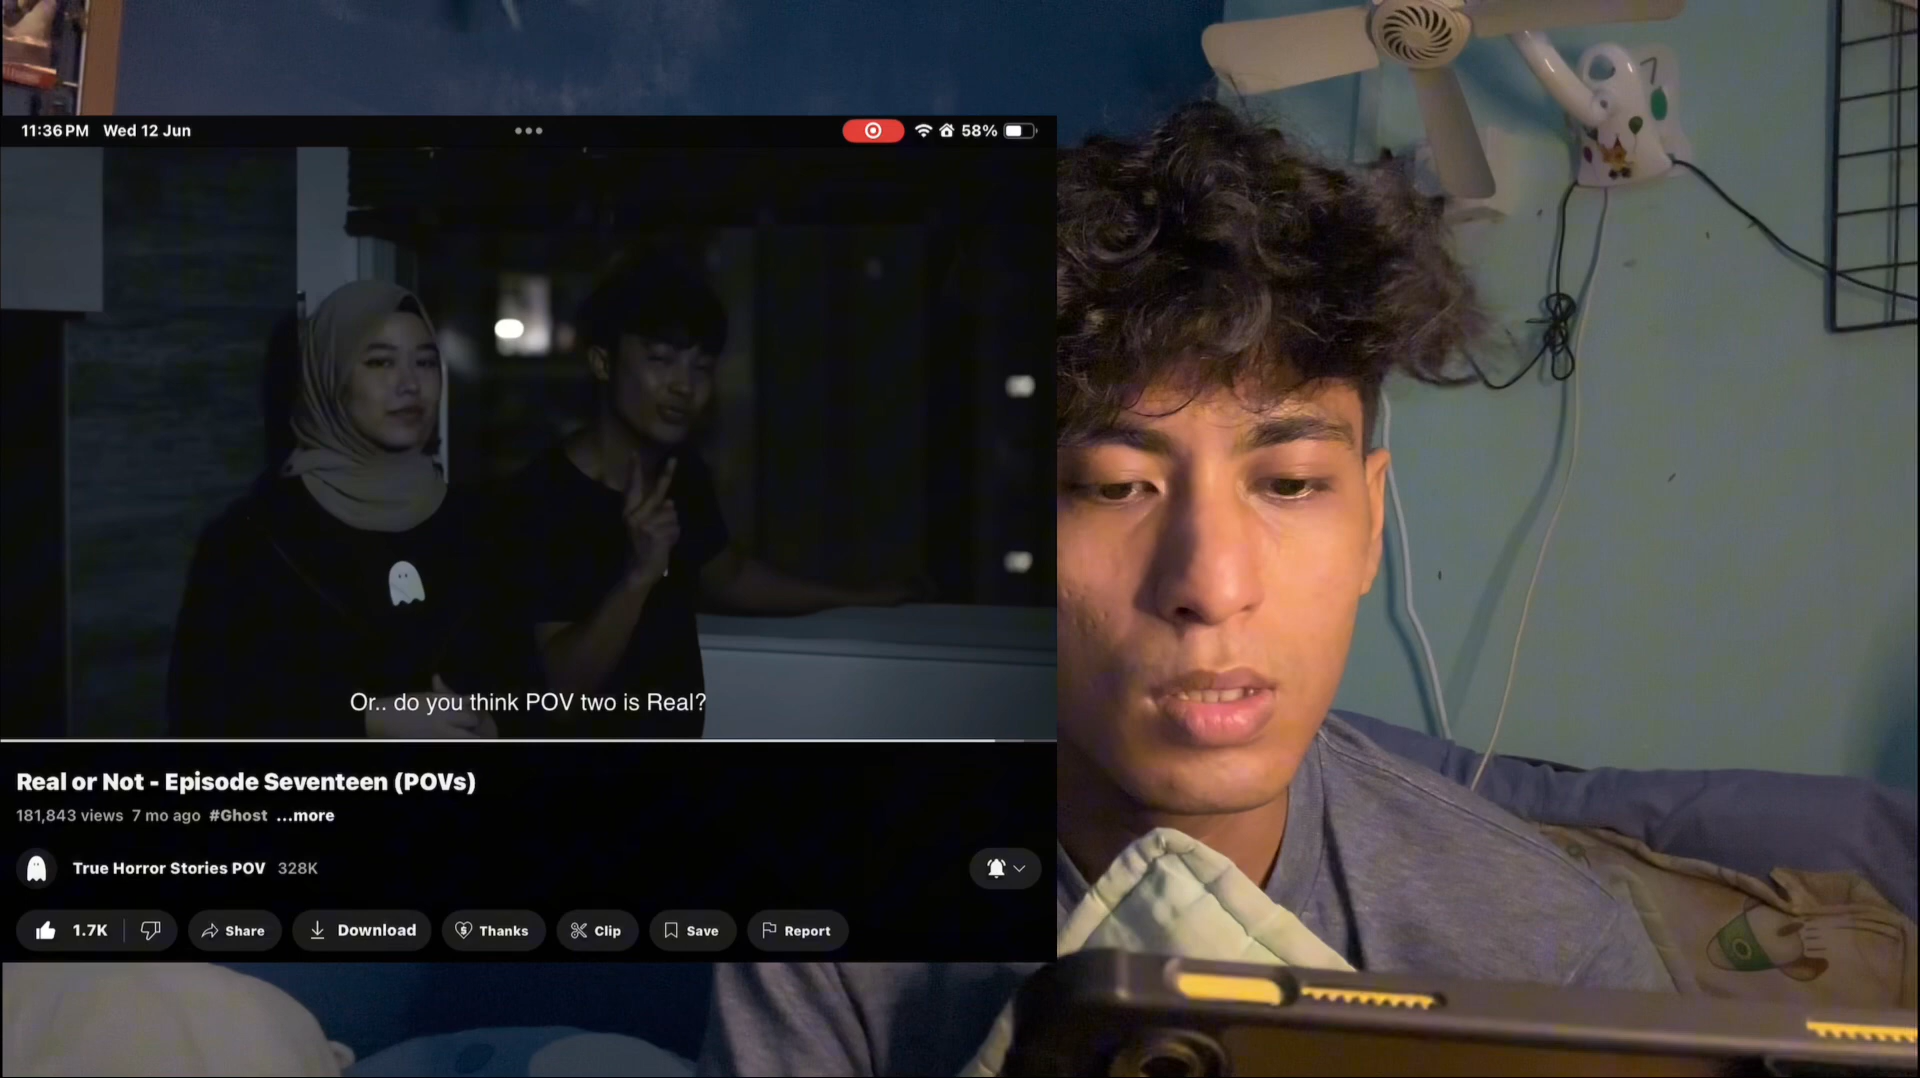 11:36 PM Wed 12 Jun
58%
Or.. do you think POV two is Real?
Real or Not - Episode Seventeen (POVs)
181,843 views 7 mo ago #Ghost ...more
True Horror Stories POV 328K
1.7K Share Download Thanks Clip Save Report